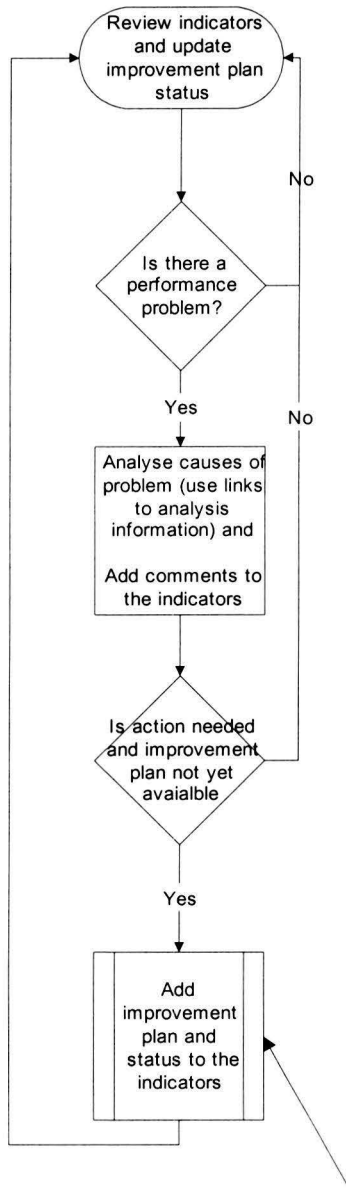 Review indicators
and update
improvement plan
status
No
Is there a
performance
problem?
Yes
No
Analyse causes of
problem (use links
to analysis
information) and
Add comments to
the indicators
Is action needed
and improvement
plan not yet
avaialble
Yes
Add
improvement
plan and
status to the
indicators